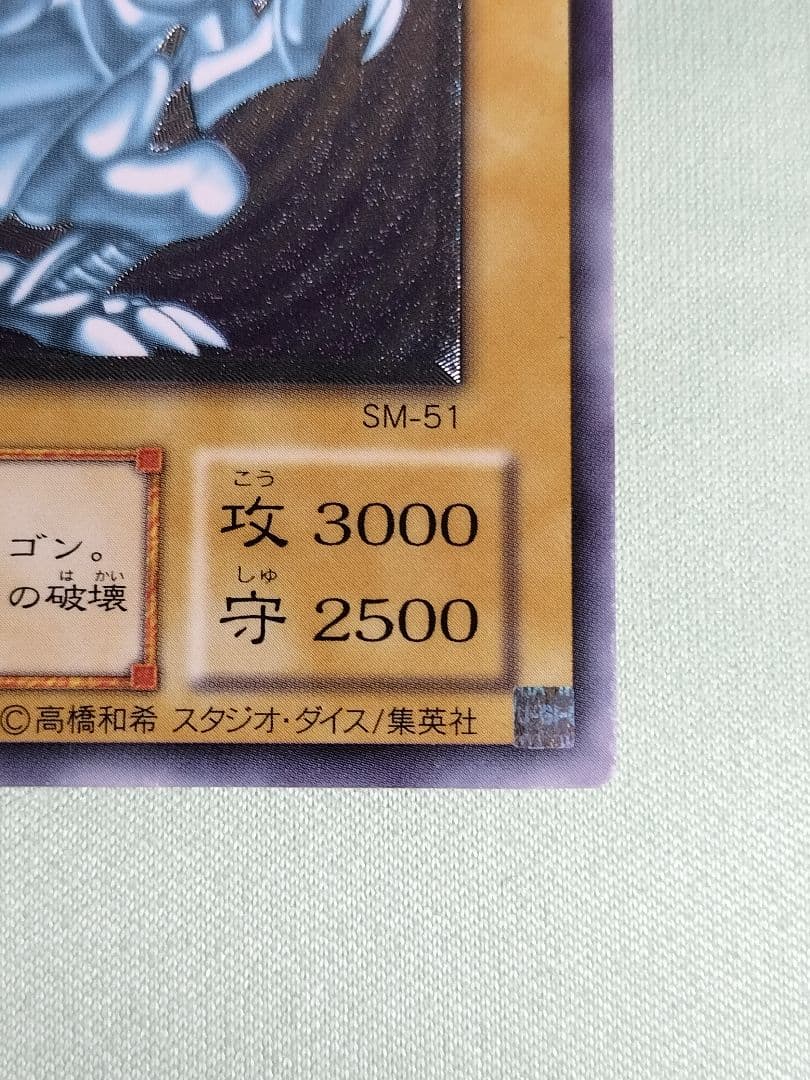 SM-51
ゴン。
の破壊
はかい
こう
攻 3000
しゅ
守 2500
©高橋和希 スタジオ・ダイス/集英社